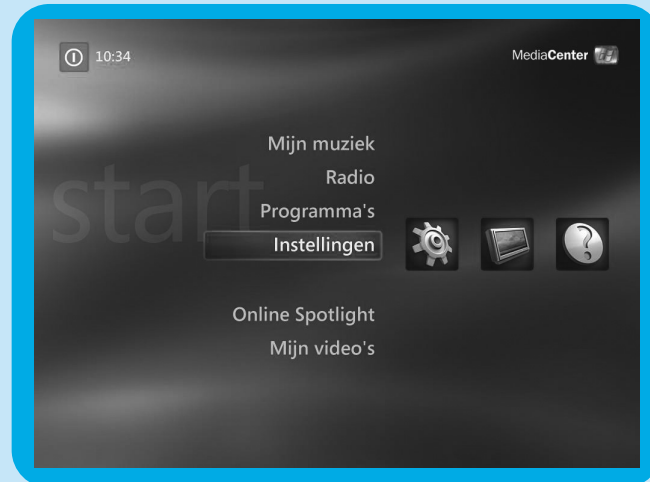 10:34
MediaCenter
start
Mijn muziek
Radio
Programma's
Instellingen
Online Spotlight
Mijn video's